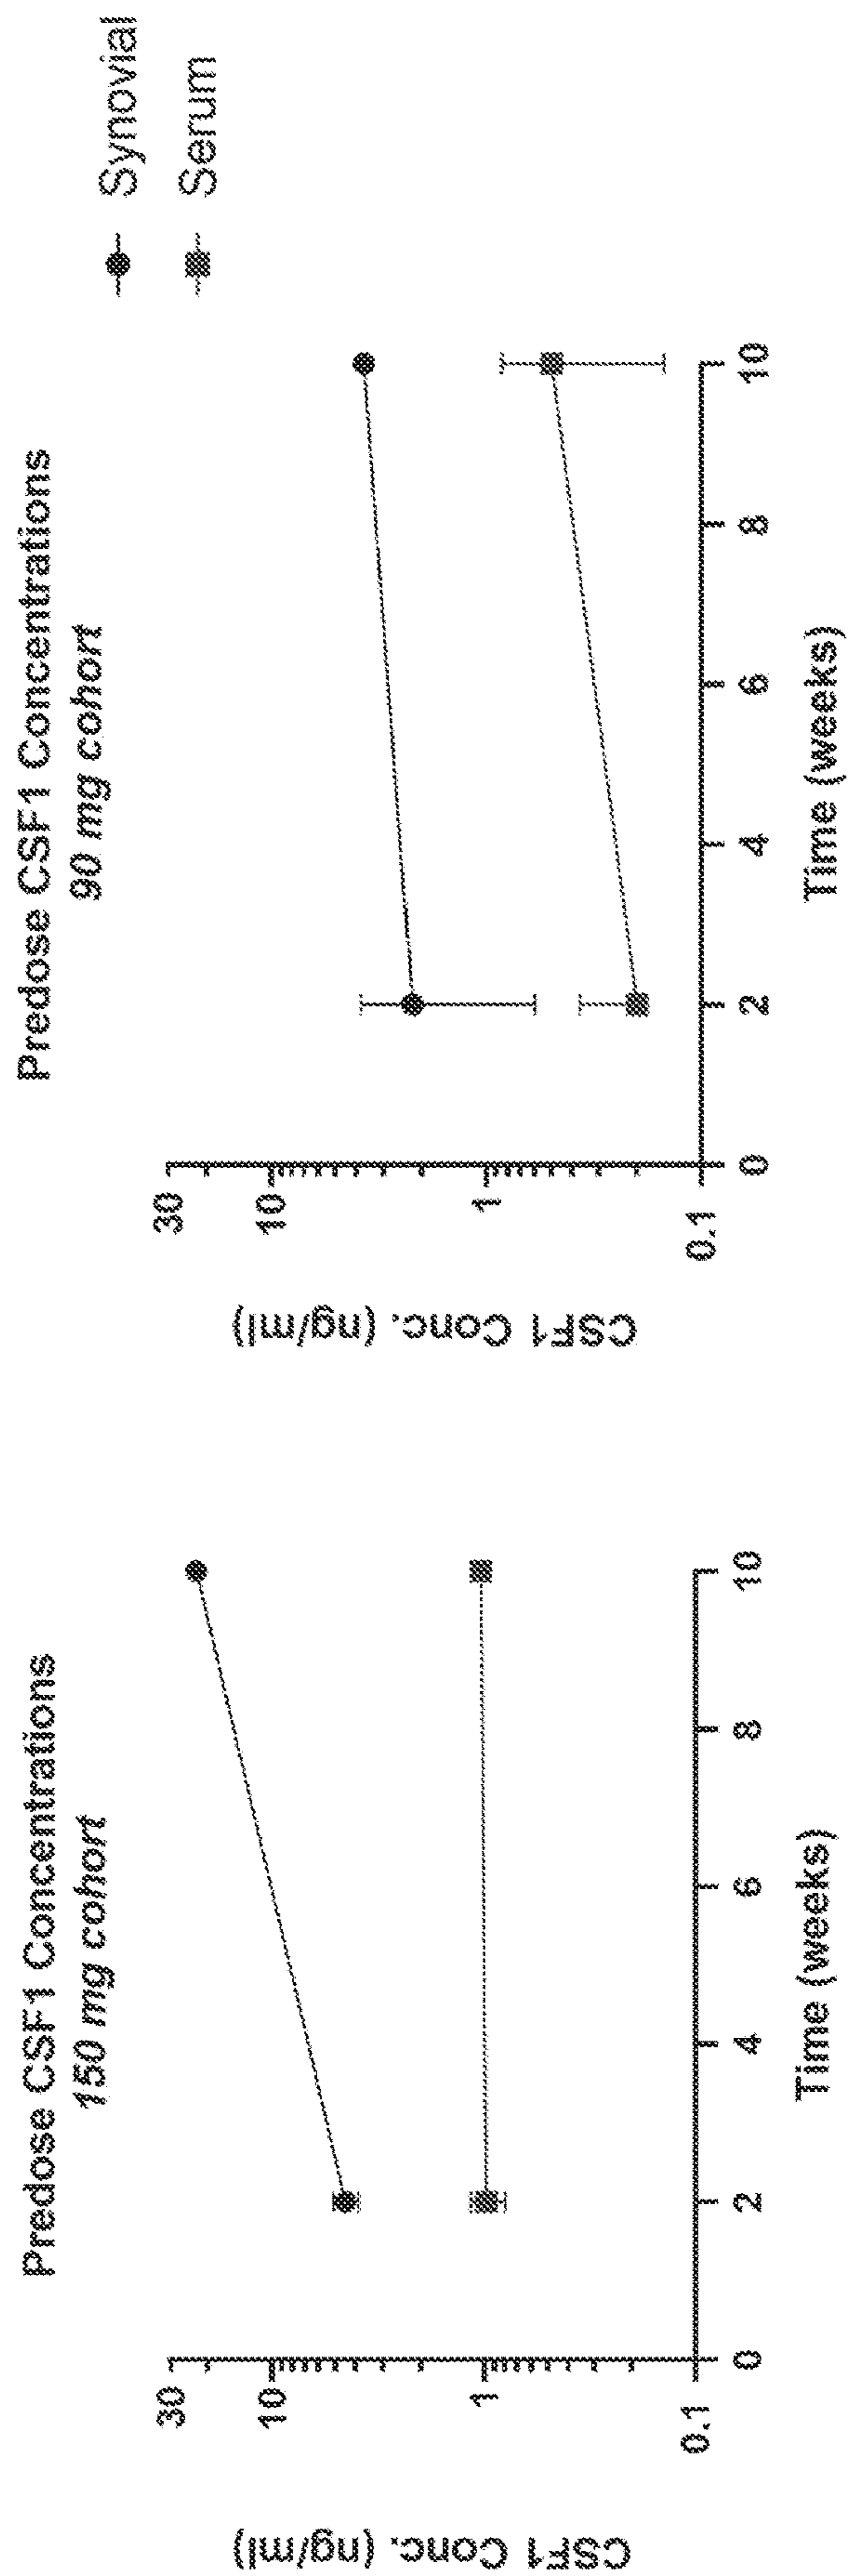 Predose CSF1 Concentrations
150 mg cohort
CSF1 Conc. (ng/ml)
30
10
1
0.1
0 2 4 6 8 10
Time (weeks)
Predose CSF1 Concentrations
90 mg cohort
CSF1 Conc. (ng/ml)
30
10
1
0.1
0 2 4 6 8 10
Time (weeks)
Synovial
Serum